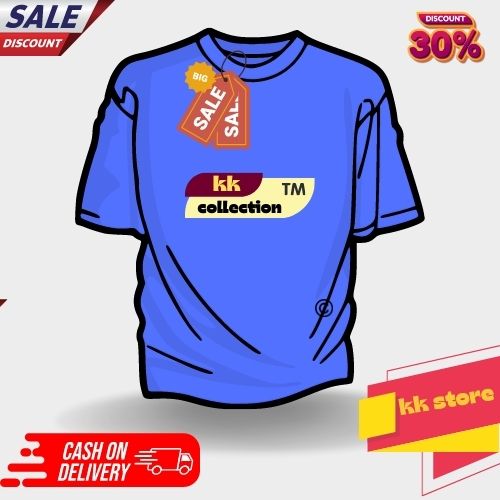 SALE
DISCOUNT
DISCOUNT
30%
BIG
SALE
SALE
kk
TM
collection
©
kk store
CASH ON
DELIVERY